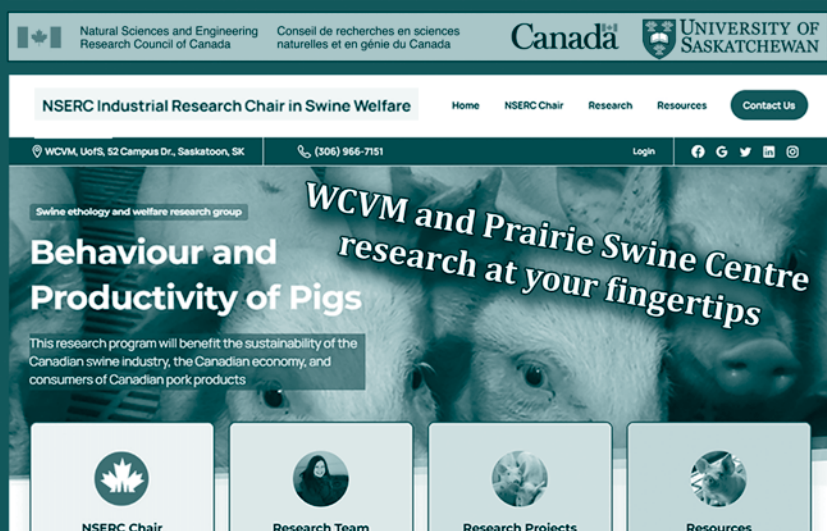 Natural Sciences and Engineering
Research Council of Canada
Conseil de recherches en sciences
naturelles et en génie du Canada
Canada
UNIVERSITY OF
SASKATCHEWAN
NSERC Industrial Research Chair in Swine Welfare
Home
NSERC Chair
Research
Resources
Contact Us
WCVM, UofS, 52 Campus Dr., Saskatoon, SK
(306) 966-7151
Login
Swine ethology and welfare research group
WCVM and Prairie Swine Centre
research at your fingertips
Behaviour and
Productivity of Pigs
This research program will benefit the sustainability of the
Canadian swine industry, the Canadian economy, and
consumers of Canadian pork products
NSERC Chair
Research Team
Research Projects
Resources